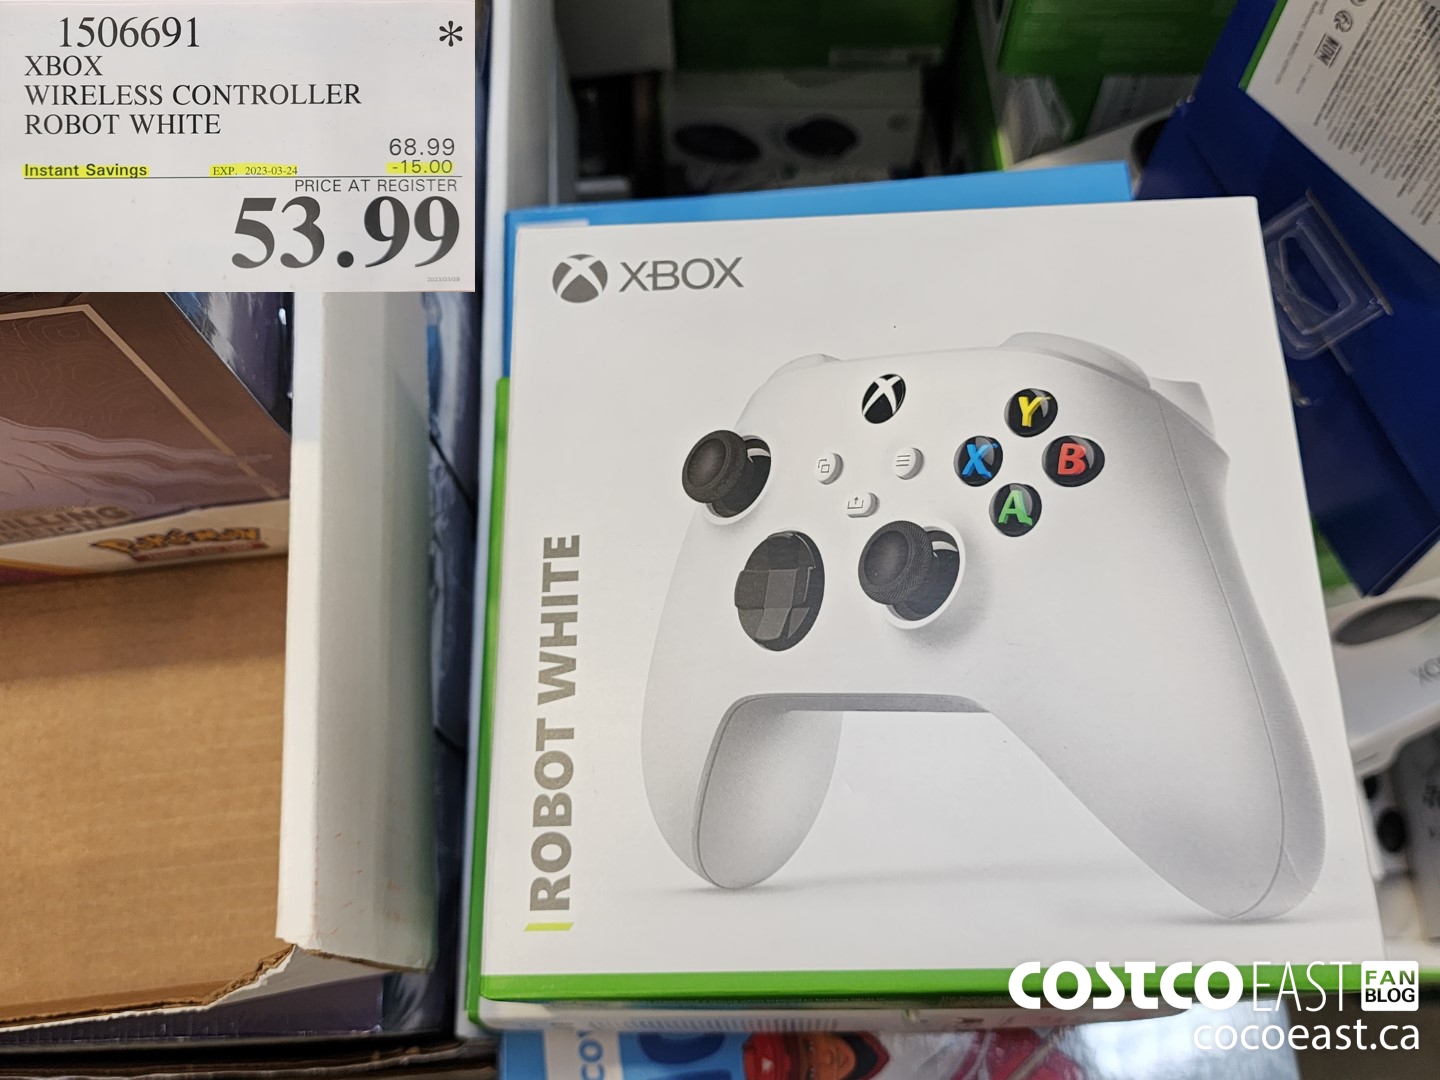 1506691 *
XBOX
WIRELESS CONTROLLER
ROBOT WHITE
68.99
Instant Savings EXP. 2023-03-24 -15.00
PRICE AT REGISTER
53.99
XBOX
Y
X B
A
ROBOT WHITE
POKÉMON
COSTCO EAST FAN BLOG
cocoeast.ca